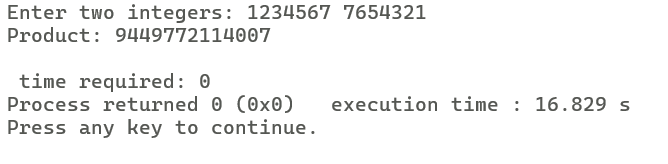 Enter two integers: 1234567 7654321
Product: 9449772114007
time required: 0
Process returned 0 (0x0)   execution time : 16.829 s
Press any key to continue.